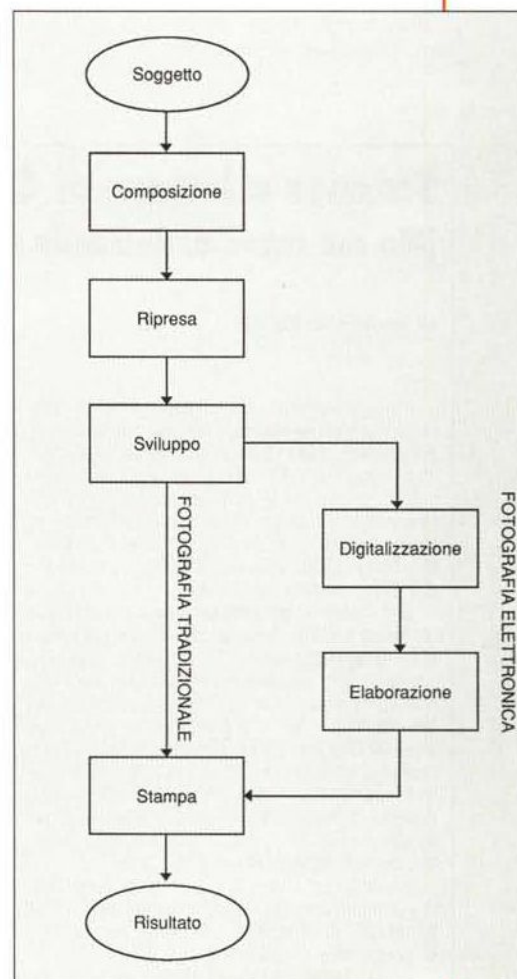 Soggetto
Composizione
Ripresa
Sviluppo
FOTOGRAFIA TRADIZIONALE
Digitalizzazione
FOTOGRAFIA ELETTRONICA
Elaborazione
Stampa
Risultato